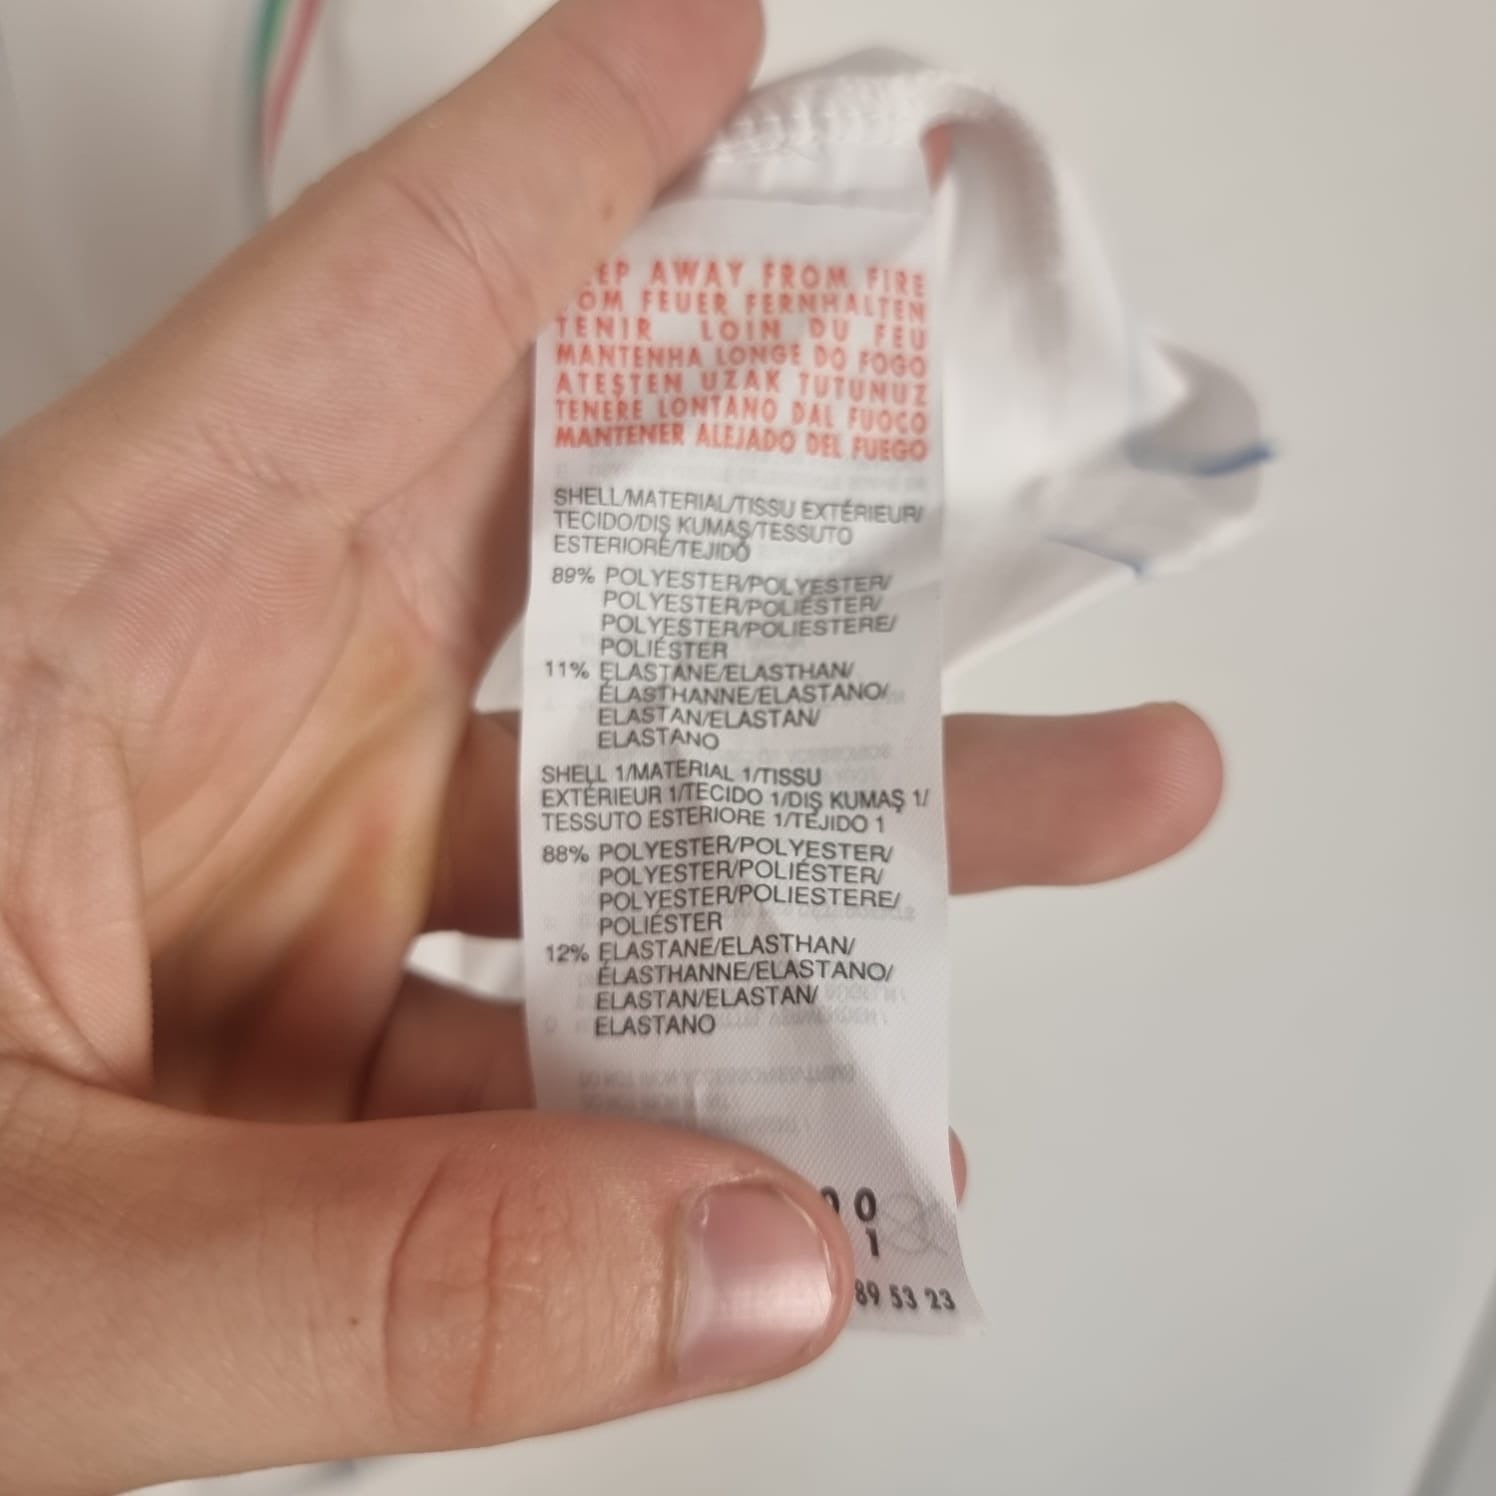 AWAY FROM FIRE
FEUER FERNHALTEN
TENIR LOIN DU FEU
MANTENHA LONGE DO FOGO
ATEŞTEN UZAK TUTUNUZ
TENERE LONTANO DAL FUOCO
MANTENER ALEJADO DEL FUEGO
SHELL/MATERIAL/TISSU EXTÉRIEUR/
TECIDO/DIŞ KUMAŞ/TESSUTO
ESTERIORE/TEJIDO
89% POLYESTER/POLYESTER/
POLYESTER/POLIÉSTER/
POLYESTER/POLIESTERE/
POLIÉSTER
11% ELASTANE/ELASTHAN/
ÉLASTHANNE/ELASTANO/
ELASTAN/ELASTAN/
ELASTANO
SHELL 1/MATERIAL 1/TISSU
EXTÉRIEUR 1/TECIDO 1/DIŞ KUMAŞ 1/
TESSUTO ESTERIORE 1/TEJIDO 1
88% POLYESTER/POLYESTER/
POLYESTER/POLIÉSTER/
POLYESTER/POLIESTERE/
POLIÉSTER
12% ELASTANE/ELASTHAN/
ÉLASTHANNE/ELASTANO/
ELASTAN/ELASTAN/
ELASTANO
0
1
89 53 23